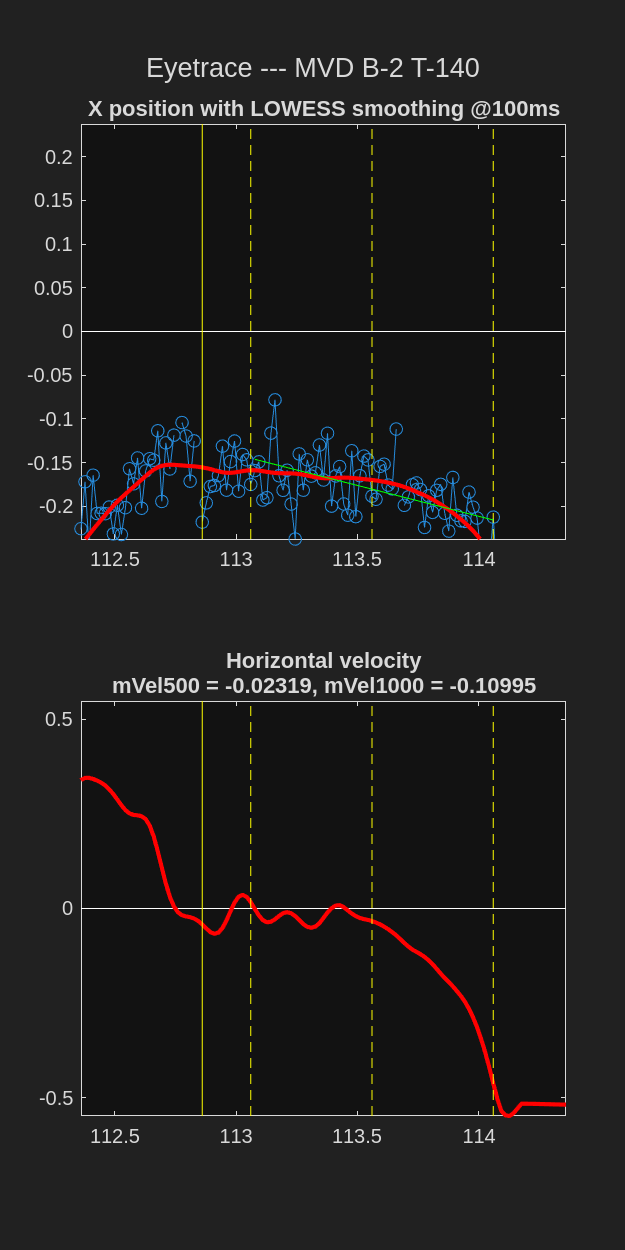 Eyetrace --- MVD B-2 T-140
X position with LOWESS smoothing @100ms
0.2
0.15
0.1
0.05
0
-0.05
-0.1
-0.15
-0.2
112.5 113 113.5 114
Horizontal velocity
mVel500 = -0.02319, mVel1000 = -0.10995
0.5
0
-0.5
112.5 113 113.5 114